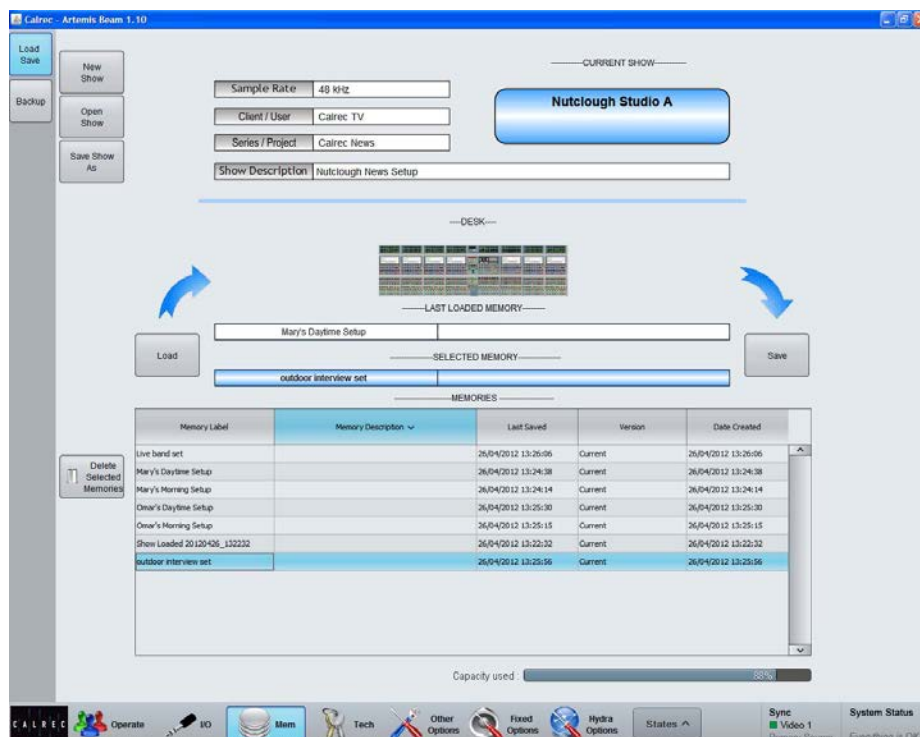 Calrec - Artemis Beam 1.10
Load
Save
Backup
New
Show
Open
Show
Save Show
As
CURRENT SHOW
Nutclough Studio A
Sample Rate 48 kHz
Client / User Calrec TV
Series / Project Calrec News
Show Description Nutclough News Setup
DESK
LAST LOADED MEMORY
Mary's Daytime Setup
Load
Save
SELECTED MEMORY
outdoor interview set
MEMORIES
Memory Label Memory Description Last Saved Version Date Created
Live band set 26/04/2012 13:26:06 Current 26/04/2012 13:26:06
Mary's Daytime Setup 26/04/2012 13:24:38 Current 26/04/2012 13:24:38
Mary's Morning Setup 26/04/2012 13:24:14 Current 26/04/2012 13:24:14
Omar's Daytime Setup 26/04/2012 13:25:30 Current 26/04/2012 13:25:30
Omar's Morning Setup 26/04/2012 13:25:15 Current 26/04/2012 13:25:15
Show Loaded 20120426_132232 26/04/2012 13:22:32 Current 26/04/2012 13:22:32
outdoor interview set 26/04/2012 13:25:56 Current 26/04/2012 13:25:56
Delete
Selected
Memories
Capacity used : 88%
CALREC
Operate
I/O
Mem
Tech
Other
Options
Fixed
Options
Hydra
Options
States
Sync
Video 1
System Status